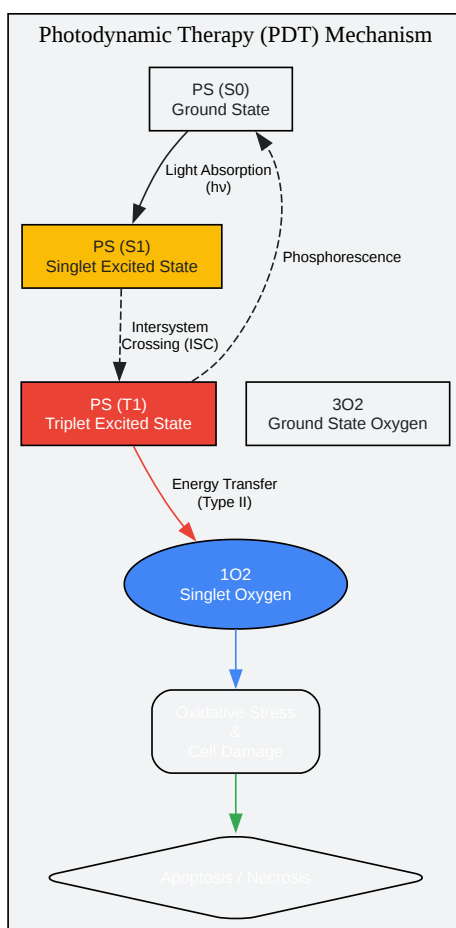 Photodynamic Therapy (PDT) Mechanism
PS (S0)
Ground State
Light Absorption
(hν)
PS (S1)
Singlet Excited State
Phosphorescence
Intersystem
Crossing (ISC)
PS (T1)
Triplet Excited State
3O2
Ground State Oxygen
Energy Transfer
(Type II)
1O2
Singlet Oxygen
Oxidative Stress
&
Cell Damage
Apoptosis / Necrosis